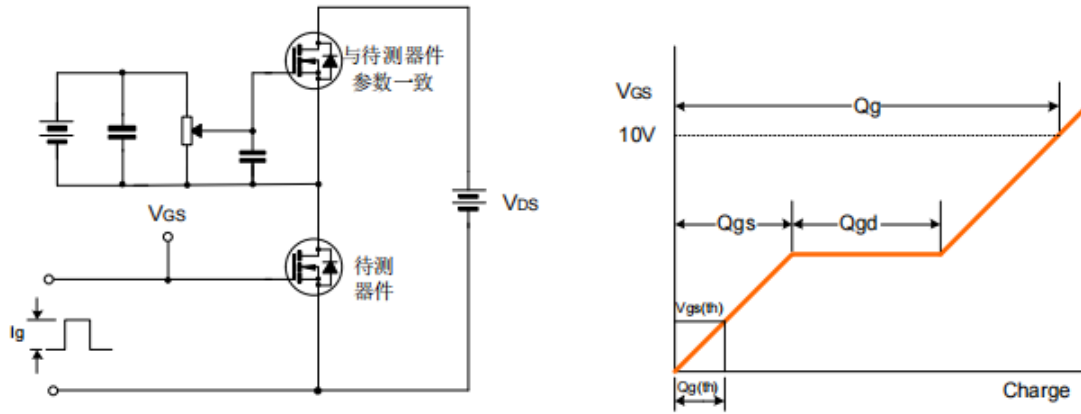 与待测器件
参数一致
VGS
VDS
待测
器件
Ig
VGS
10V
Qg
Qgs
Qgd
Vgs(th)
Qg(th)
Charge